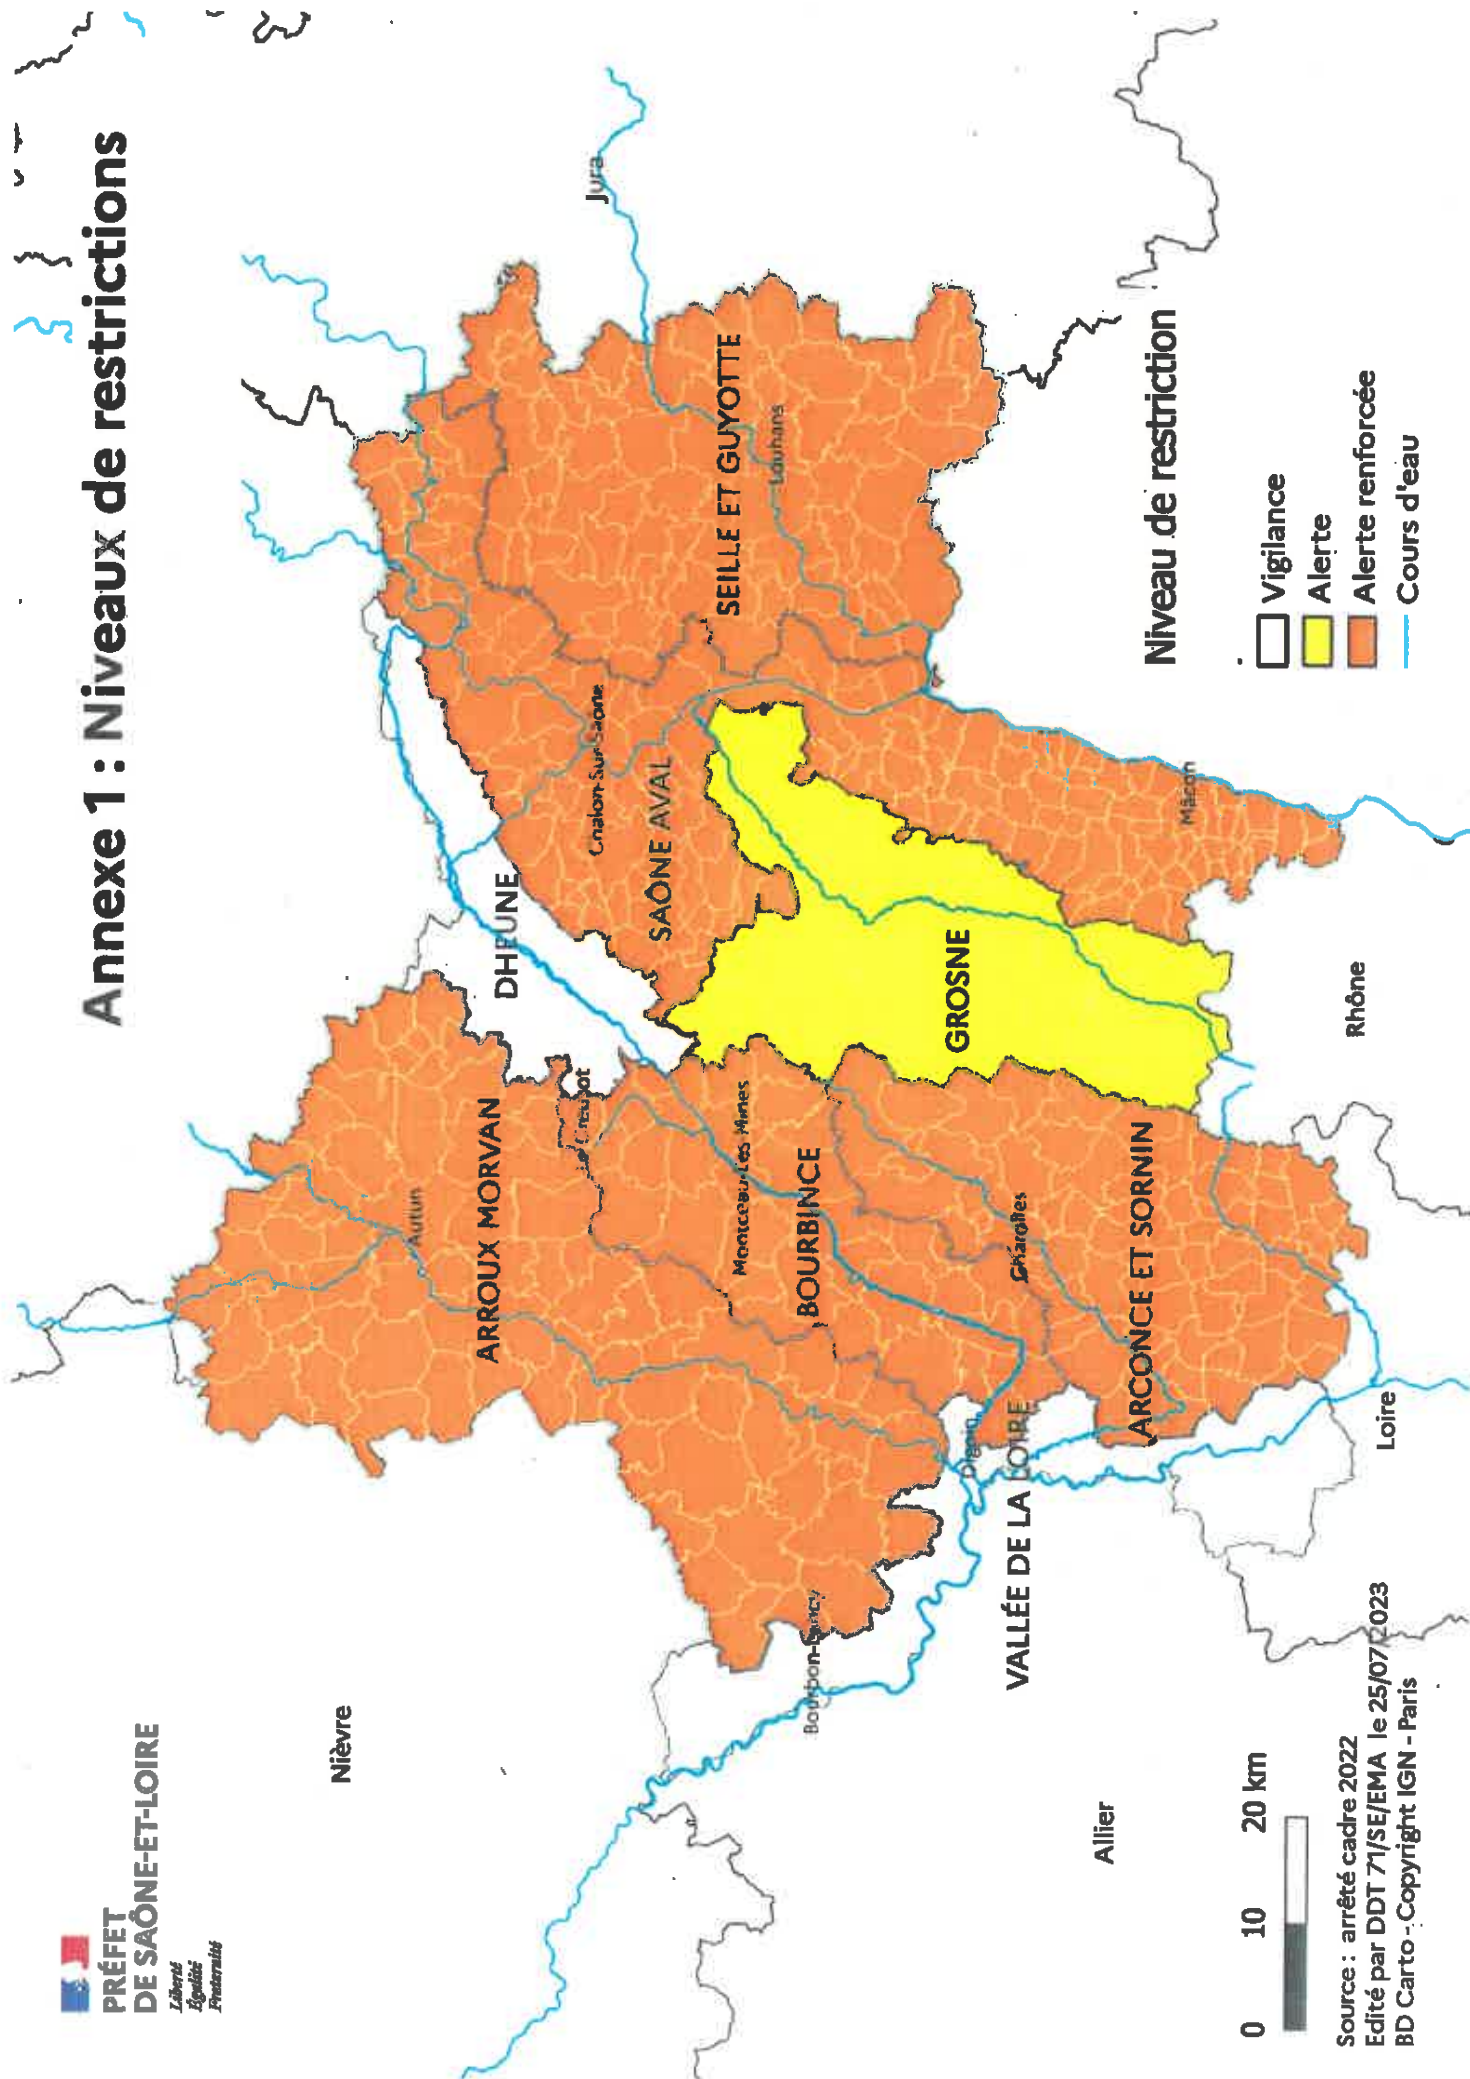 PRÉFET
DE SAÔNE-ET-LOIRE
Liberté
Égalité
Fraternité
Annexe 1 : Niveaux de restrictions
Nièvre
Jura
Autun
ARROUX MORVAN
DHEUNE
Le Creusot
Chalon-Sur-Saone
SAÔNE AVAL
SEILLE ET GUYOTTE
Louhans
Montceau-Les-Mines
BOURBINCE
Bourbon-Lancy
GROSNE
Digoin
Charolles
VALLÉE DE LA LOIRE
ARCONCE ET SORNIN
Mâcon
Allier
Loire
Rhône
Niveau de restriction
Vigilance
Alerte
Alerte renforcée
Cours d'eau
0 10 20 km
Source : arrêté cadre 2022
Edité par DDT 71/SE/EMA le 25/07/2023
BD Carto - Copyright IGN - Paris